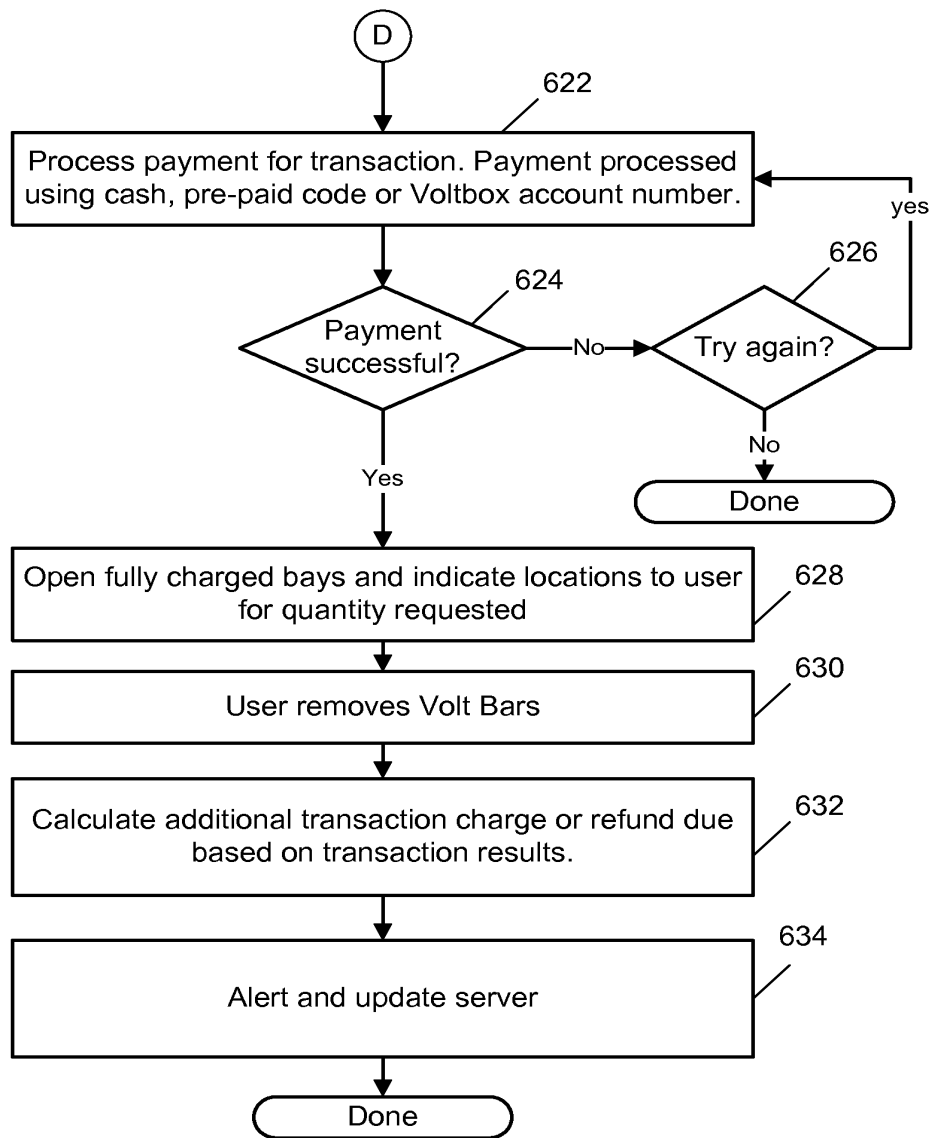 D
622
Process payment for transaction. Payment processed
using cash, pre-paid code or Voltbox account number.
yes
624
626
Payment
successful?
No
Try again?
No
Done
Yes
Open fully charged bays and indicate locations to user
for quantity requested
628
User removes Volt Bars
630
Calculate additional transaction charge or refund due
based on transaction results.
632
Alert and update server
634
Done